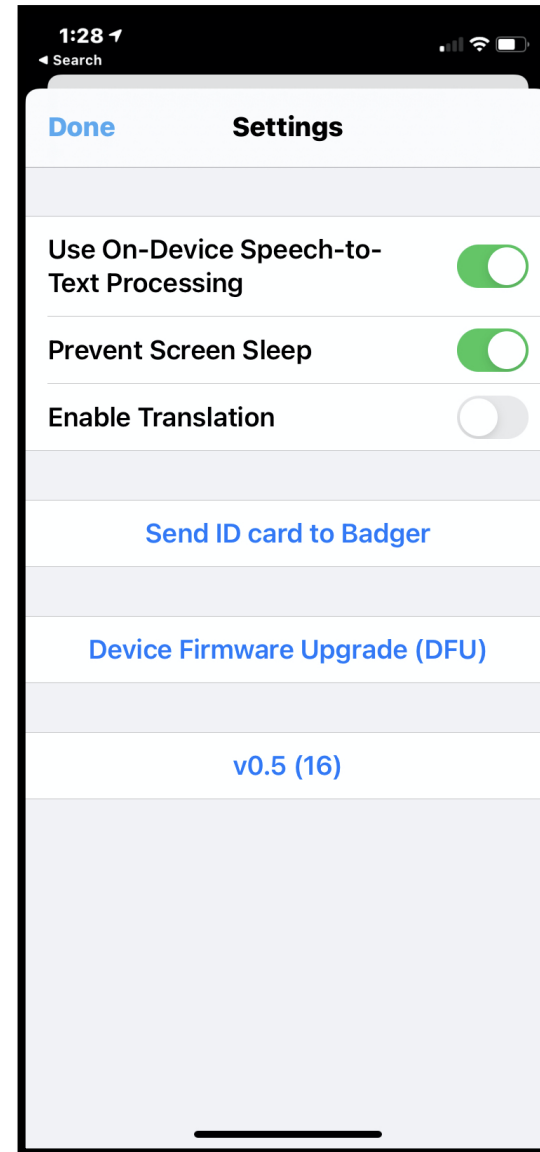 1:28
◀ Search
Done
Settings
Use On-Device Speech-to-
Text Processing
Prevent Screen Sleep
Enable Translation
Send ID card to Badger
Device Firmware Upgrade (DFU)
v0.5 (16)